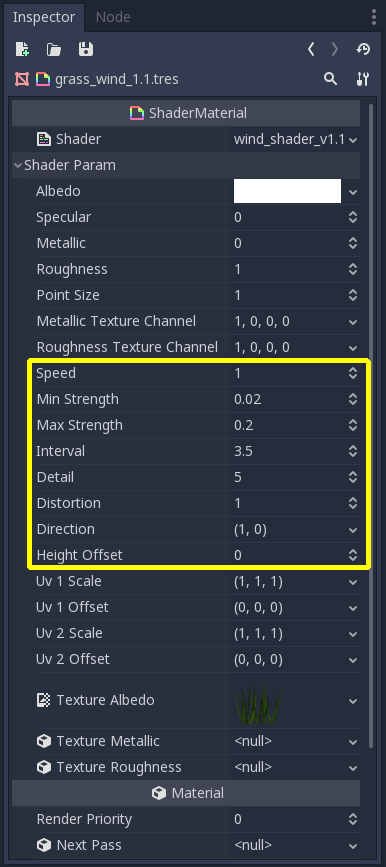 Inspector Node
grass_wind_1.1.tres
ShaderMaterial
Shader wind_shader_v1.1
Shader Param
Albedo
Specular 0
Metallic 0
Roughness 1
Point Size 1
Metallic Texture Channel 1, 0, 0, 0
Roughness Texture Channel 1, 0, 0, 0
Speed 1
Min Strength 0.02
Max Strength 0.2
Interval 3.5
Detail 5
Distortion 1
Direction (1, 0)
Height Offset 0
Uv 1 Scale (1, 1, 1)
Uv 1 Offset (0, 0, 0)
Uv 2 Scale (1, 1, 1)
Uv 2 Offset (0, 0, 0)
Texture Albedo
Texture Metallic <null>
Texture Roughness <null>
Material
Render Priority 0
Next Pass <null>